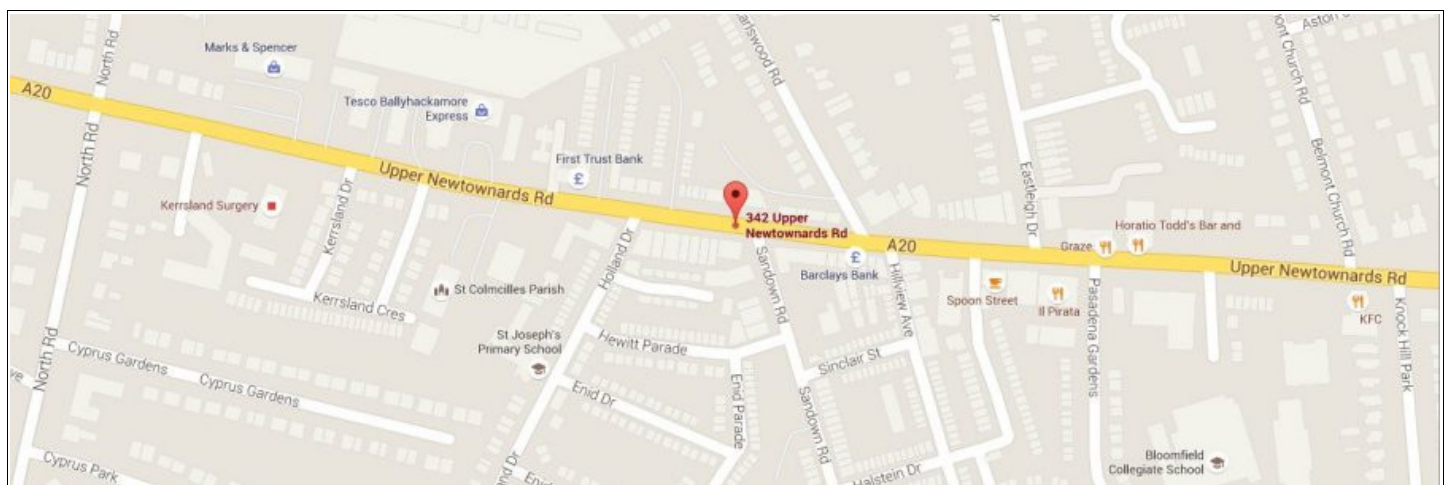 Marks & Spencer
North Rd
A20
Tesco Ballyhackamore
Express
First Trust Bank
North Rd
Upper Newtownards Rd
Kerrsland Surgery
Kerrsland Dr
342 Upper
Newtownards Rd
A20
Eastleigh Dr
Aston
Belmont Church Rd
Horatio Todd's Bar and
Graze
Upper Newtownards Rd
Holland Dr
Sandown Rd
Barclays Bank
Hillview Ave
Spoon Street
Il Pirata
Pasadena Gardens
KFC
Knock Hill Park
St Colmcilles Parish
Kerrsland Cres
St Joseph's
Primary School
Hewitt Parade
Sinclair St
North Rd
Cyprus Gardens
Cyprus Gardens
Enid Dr
Enid Parade
Sandown Rd
Cyprus Park
Halstein Dr
Bloomfield
Collegiate School